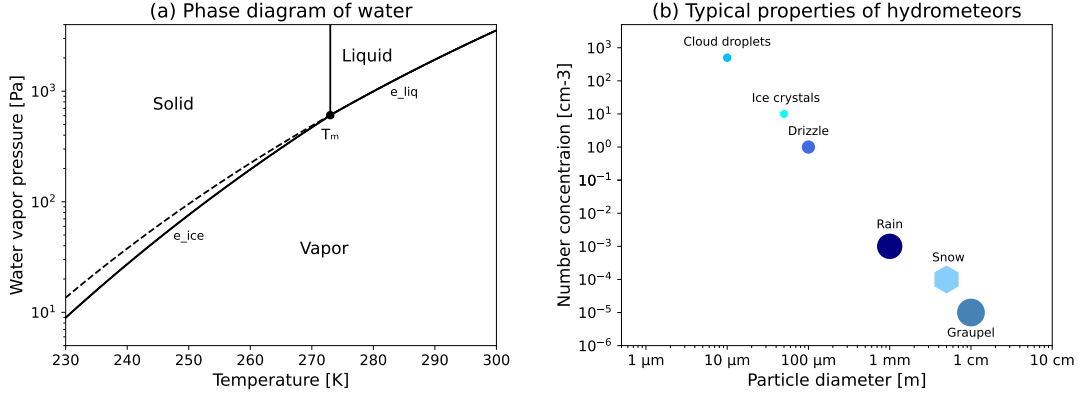 (a) Phase diagram of water
Water vapor pressure [Pa]
10³
10²
10¹
Solid
Liquid
e_liq
Tₘ
e_ice
Vapor
230 240 250 260 273 280 290 300
Temperature [K]
(b) Typical properties of hydrometeors
Number concentraion [cm-3]
10³
10²
10¹
10⁰
10⁻¹
10⁻²
10⁻³
10⁻⁴
10⁻⁵
10⁻⁶
Cloud droplets
Ice crystals
Drizzle
Rain
Snow
Graupel
1 μm 10 μm 100 μm 1 mm 1 cm 10 cm
Particle diameter [m]